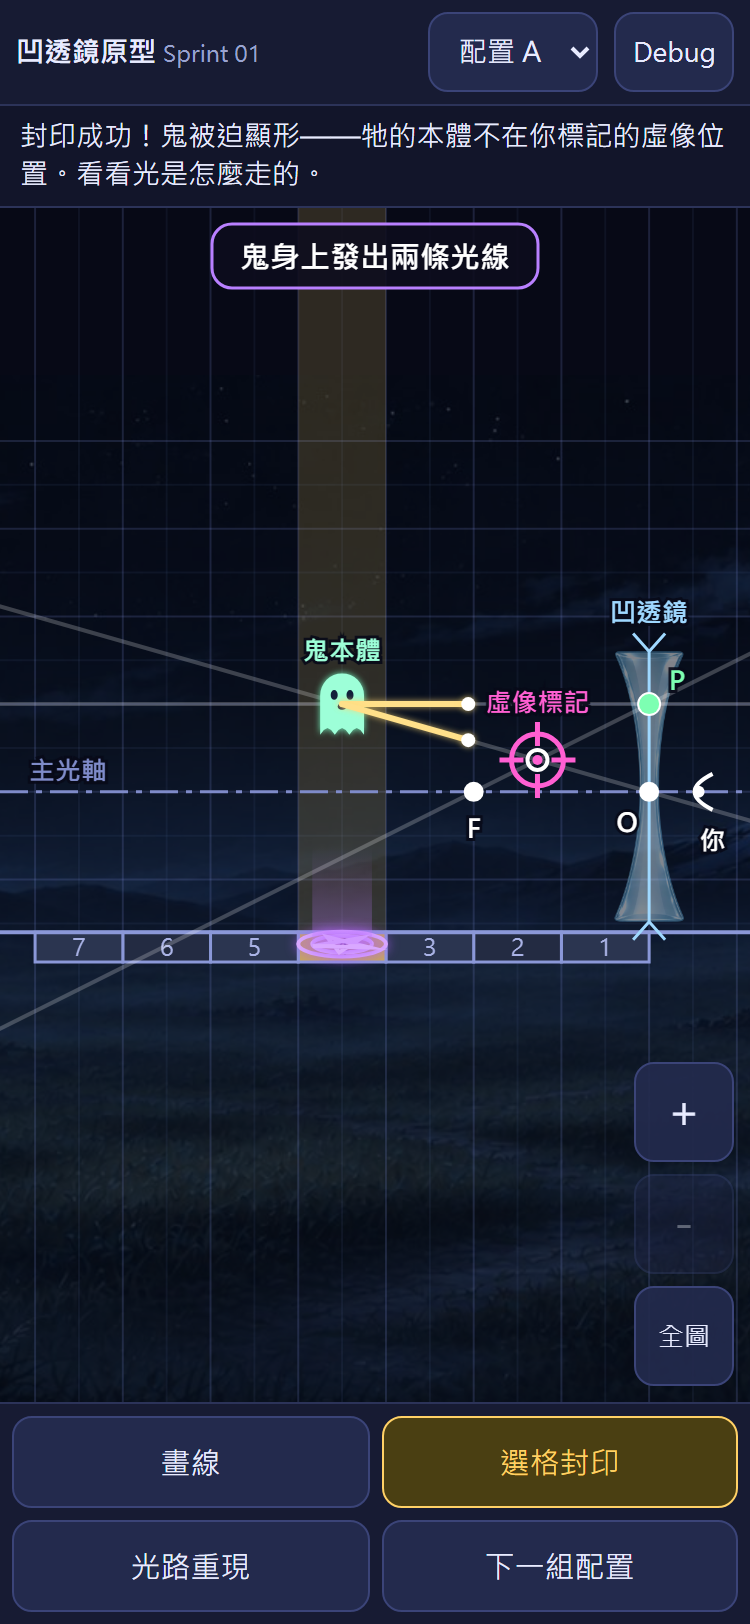 凹透鏡原型 Sprint 01
配置 A
Debug
封印成功！鬼被迫顯形——牠的本體不在你標記的虛像位
置。看看光是怎麼走的。
鬼身上發出兩條光線
凹透鏡
鬼本體
P
虛像標記
主光軸
F
O
你
7 6 5 3 2 1
+
-
全圖
畫線
選格封印
光路重現
下一組配置